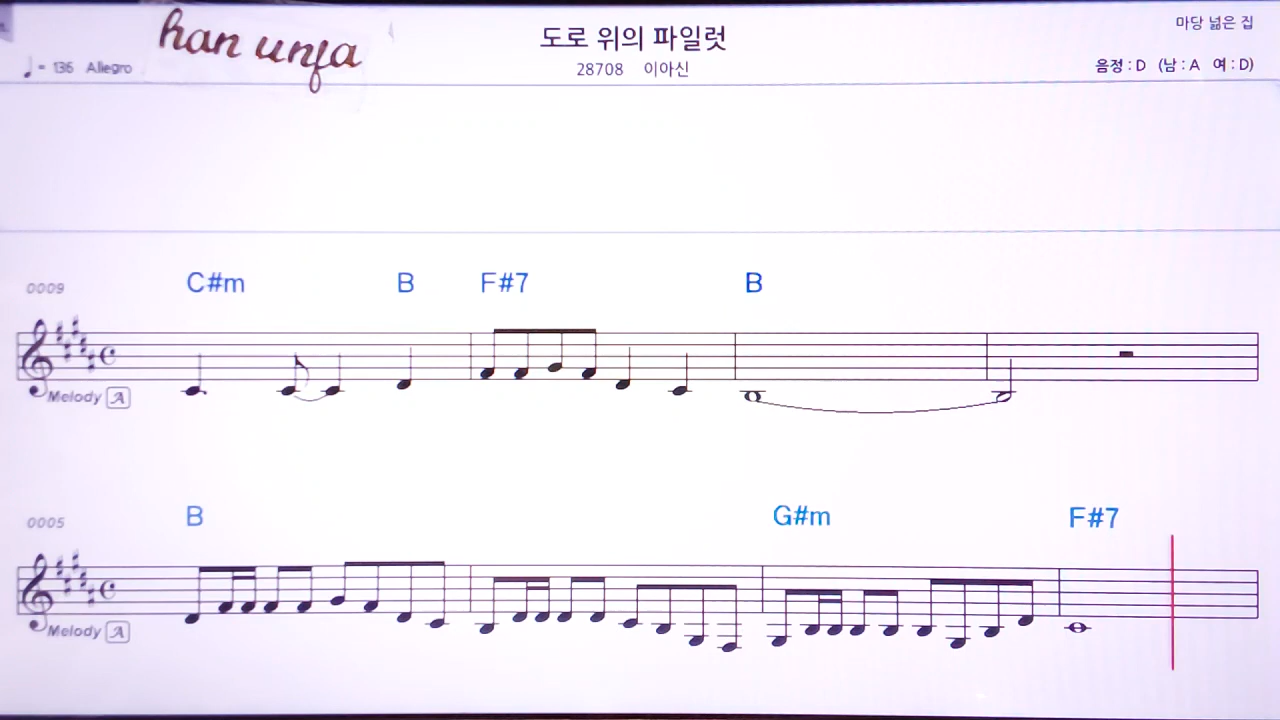 han unfa
도로 위의 파일럿
마당 넓은 집
♩= 136 Allegro
28708 이아신
음정 : D (남 : A 여 : D)
0009
C#m B F#7 B
Melody A
0005
B G#m F#7
Melody A